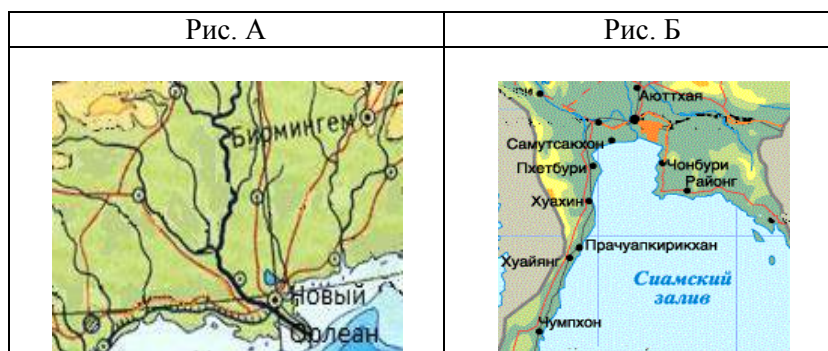 Рис. А
Рис. Б
Бирмингем
Новый
Орлеан
Аюттхая
Самутсакхон
Пхетбури
Чонбури
Районг
Хуахин
Прачуапкирикхан
Хуайянг
Сиамский
залив
Чумпхон